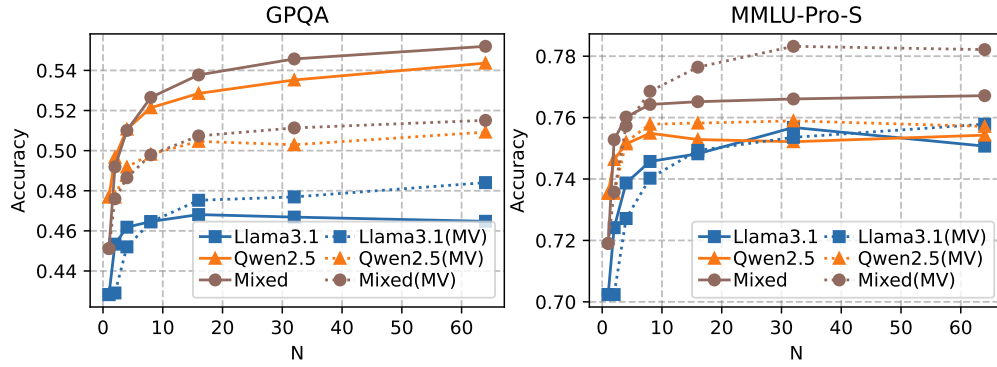 GPQA
Accuracy
0.54
0.52
0.50
0.48
0.46
0.44
Llama3.1 Llama3.1(MV)
Qwen2.5 Qwen2.5(MV)
Mixed Mixed(MV)
0 10 20 30 40 50 60
N
MMLU-Pro-S
Accuracy
0.78
0.76
0.74
0.72
0.70
Llama3.1 Llama3.1(MV)
Qwen2.5 Qwen2.5(MV)
Mixed Mixed(MV)
0 10 20 30 40 50 60
N